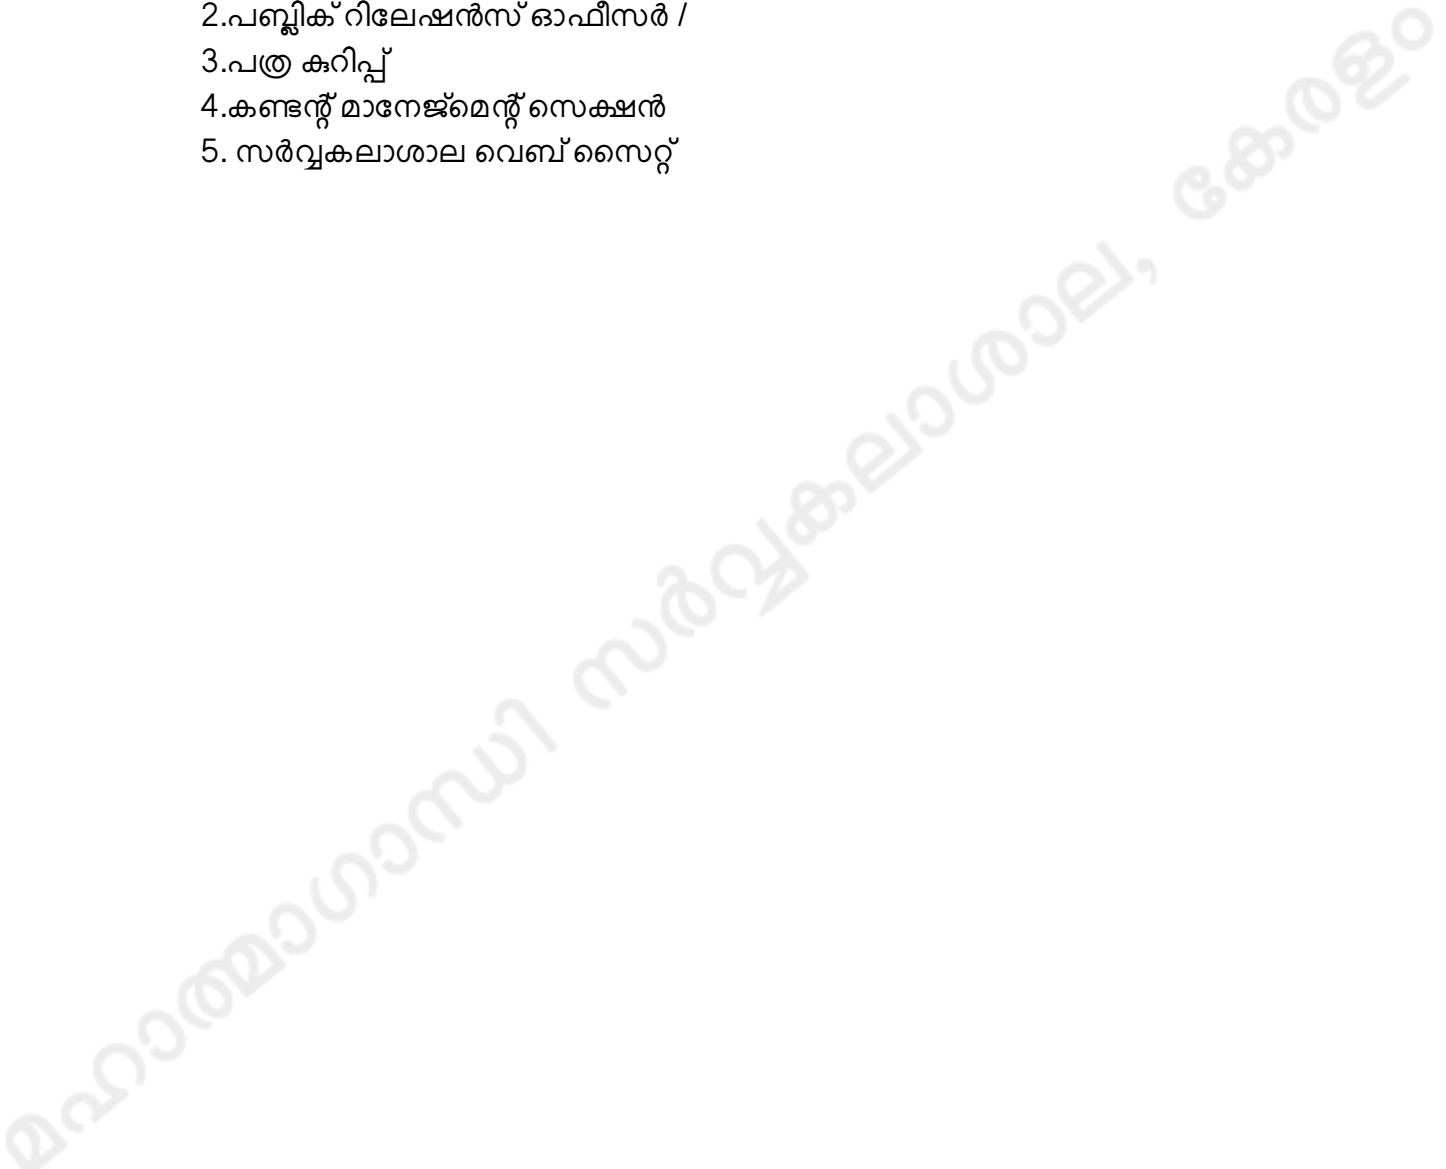 2.പബ്ലിക് റിലേഷൻസ് ഓഫീസർ /
3.പത്ര കുറിപ്പ്
4.കണ്ടന്റ് മാനേജ്മെന്റ് സെക്ഷൻ
5. സർവ്വകലാശാല വെബ് സൈറ്റ്
മഹാത്മാഗാന്ധി സർവ്വകലാശാല, കേരളം